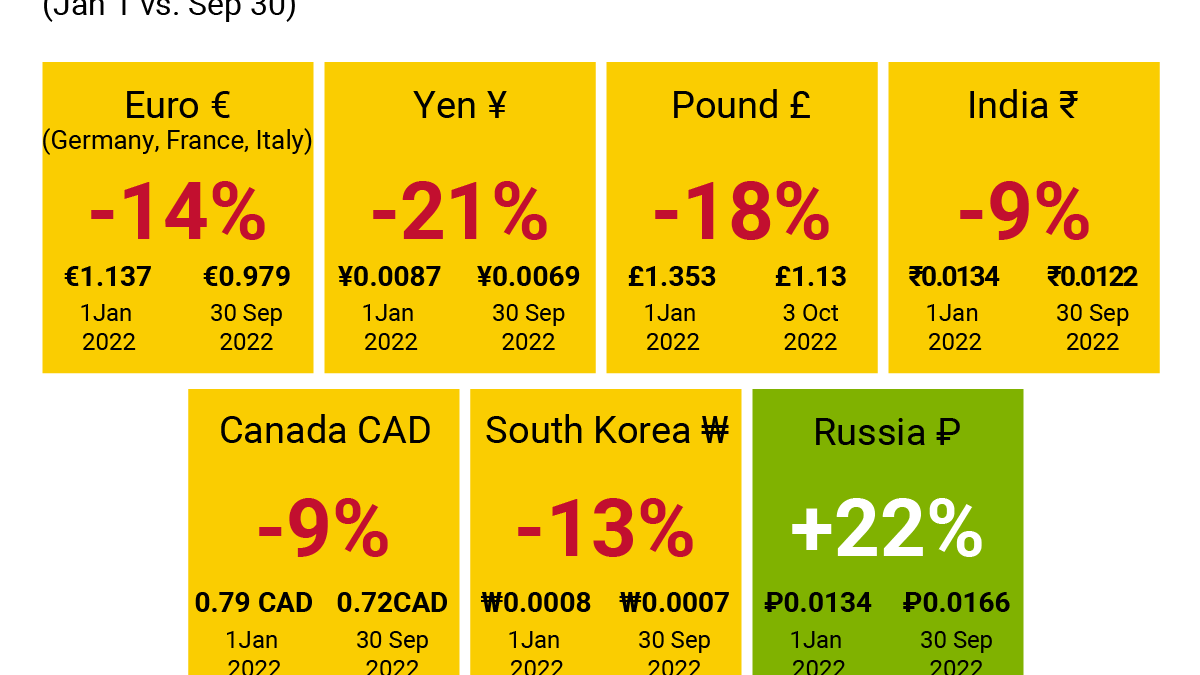 (Jan 1 vs. Sep 30)
Euro €
(Germany, France, Italy)
-14%
€1.137 €0.979
1Jan 30 Sep
2022 2022
Yen ¥
-21%
¥0.0087 ¥0.0069
1Jan 30 Sep
2022 2022
Pound £
-18%
£1.353 £1.13
1Jan 3 Oct
2022 2022
India ₹
-9%
₹0.0134 ₹0.0122
1Jan 30 Sep
2022 2022
Canada CAD
-9%
0.79 CAD 0.72CAD
1Jan 30 Sep
2022 2022
South Korea ₩
-13%
₩0.0008 ₩0.0007
1Jan 30 Sep
2022 2022
Russia ₽
+22%
₽0.0134 ₽0.0166
1Jan 30 Sep
2022 2022